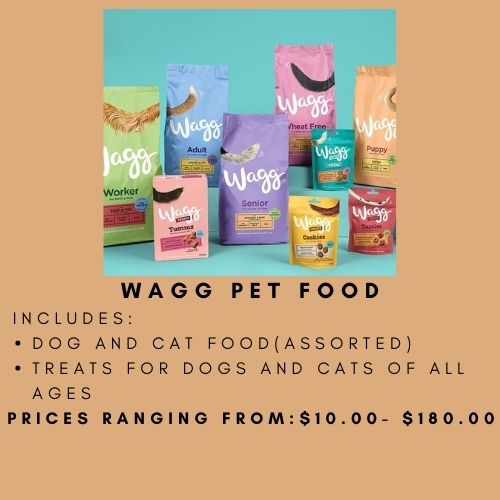 Wagg
Wheat Free
Wagg
Adult
Wagg
Puppy
Wagg
Worker
Wagg
Senior
Wagg
Dental
Wagg
Yumms
Wagg
Cookies
Wagg
Tasties
WAGG PET FOOD
INCLUDES:
• DOG AND CAT FOOD(ASSORTED)
• TREATS FOR DOGS AND CATS OF ALL
AGES
PRICES RANGING FROM:$10.00- $180.00